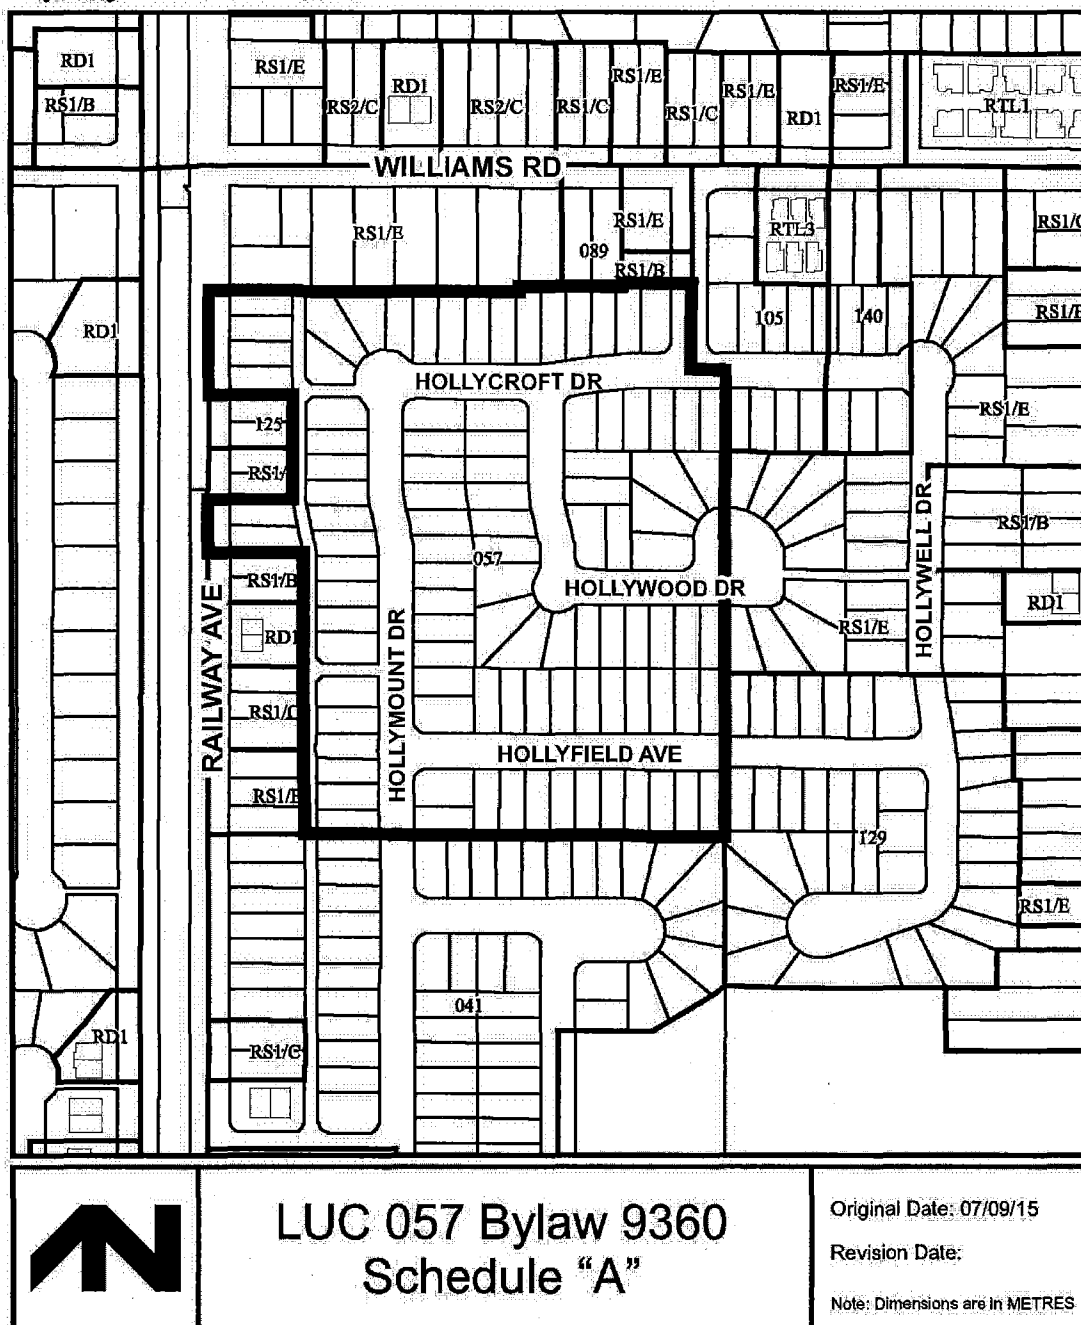 RD1
RS1/E
RS1/E
RD1
RS1/E
RS1/B
RS2/C
RS2/C
RS1/C
RS1/C
RS1/E
RD1
RTL1
WILLIAMS RD
RS1/E
RS1/E
089
RTL3
RS1/B
RD1
105
140
HOLLYCROFT DR
125
RS1/E
RS1/B
HOLLYWELL DR
057
RS1/B
HOLLYWOOD DR
RD1
RAILWAY AVE
RD1
HOLLYMOUNT DR
RS1/E
RS1/C
HOLLYFIELD AVE
RS1/E
129
RS1/E
041
RD1
RS1/C
LUC 057 Bylaw 9360
Schedule “A”
Original Date: 07/09/15
Revision Date:
Note: Dimensions are in METRES